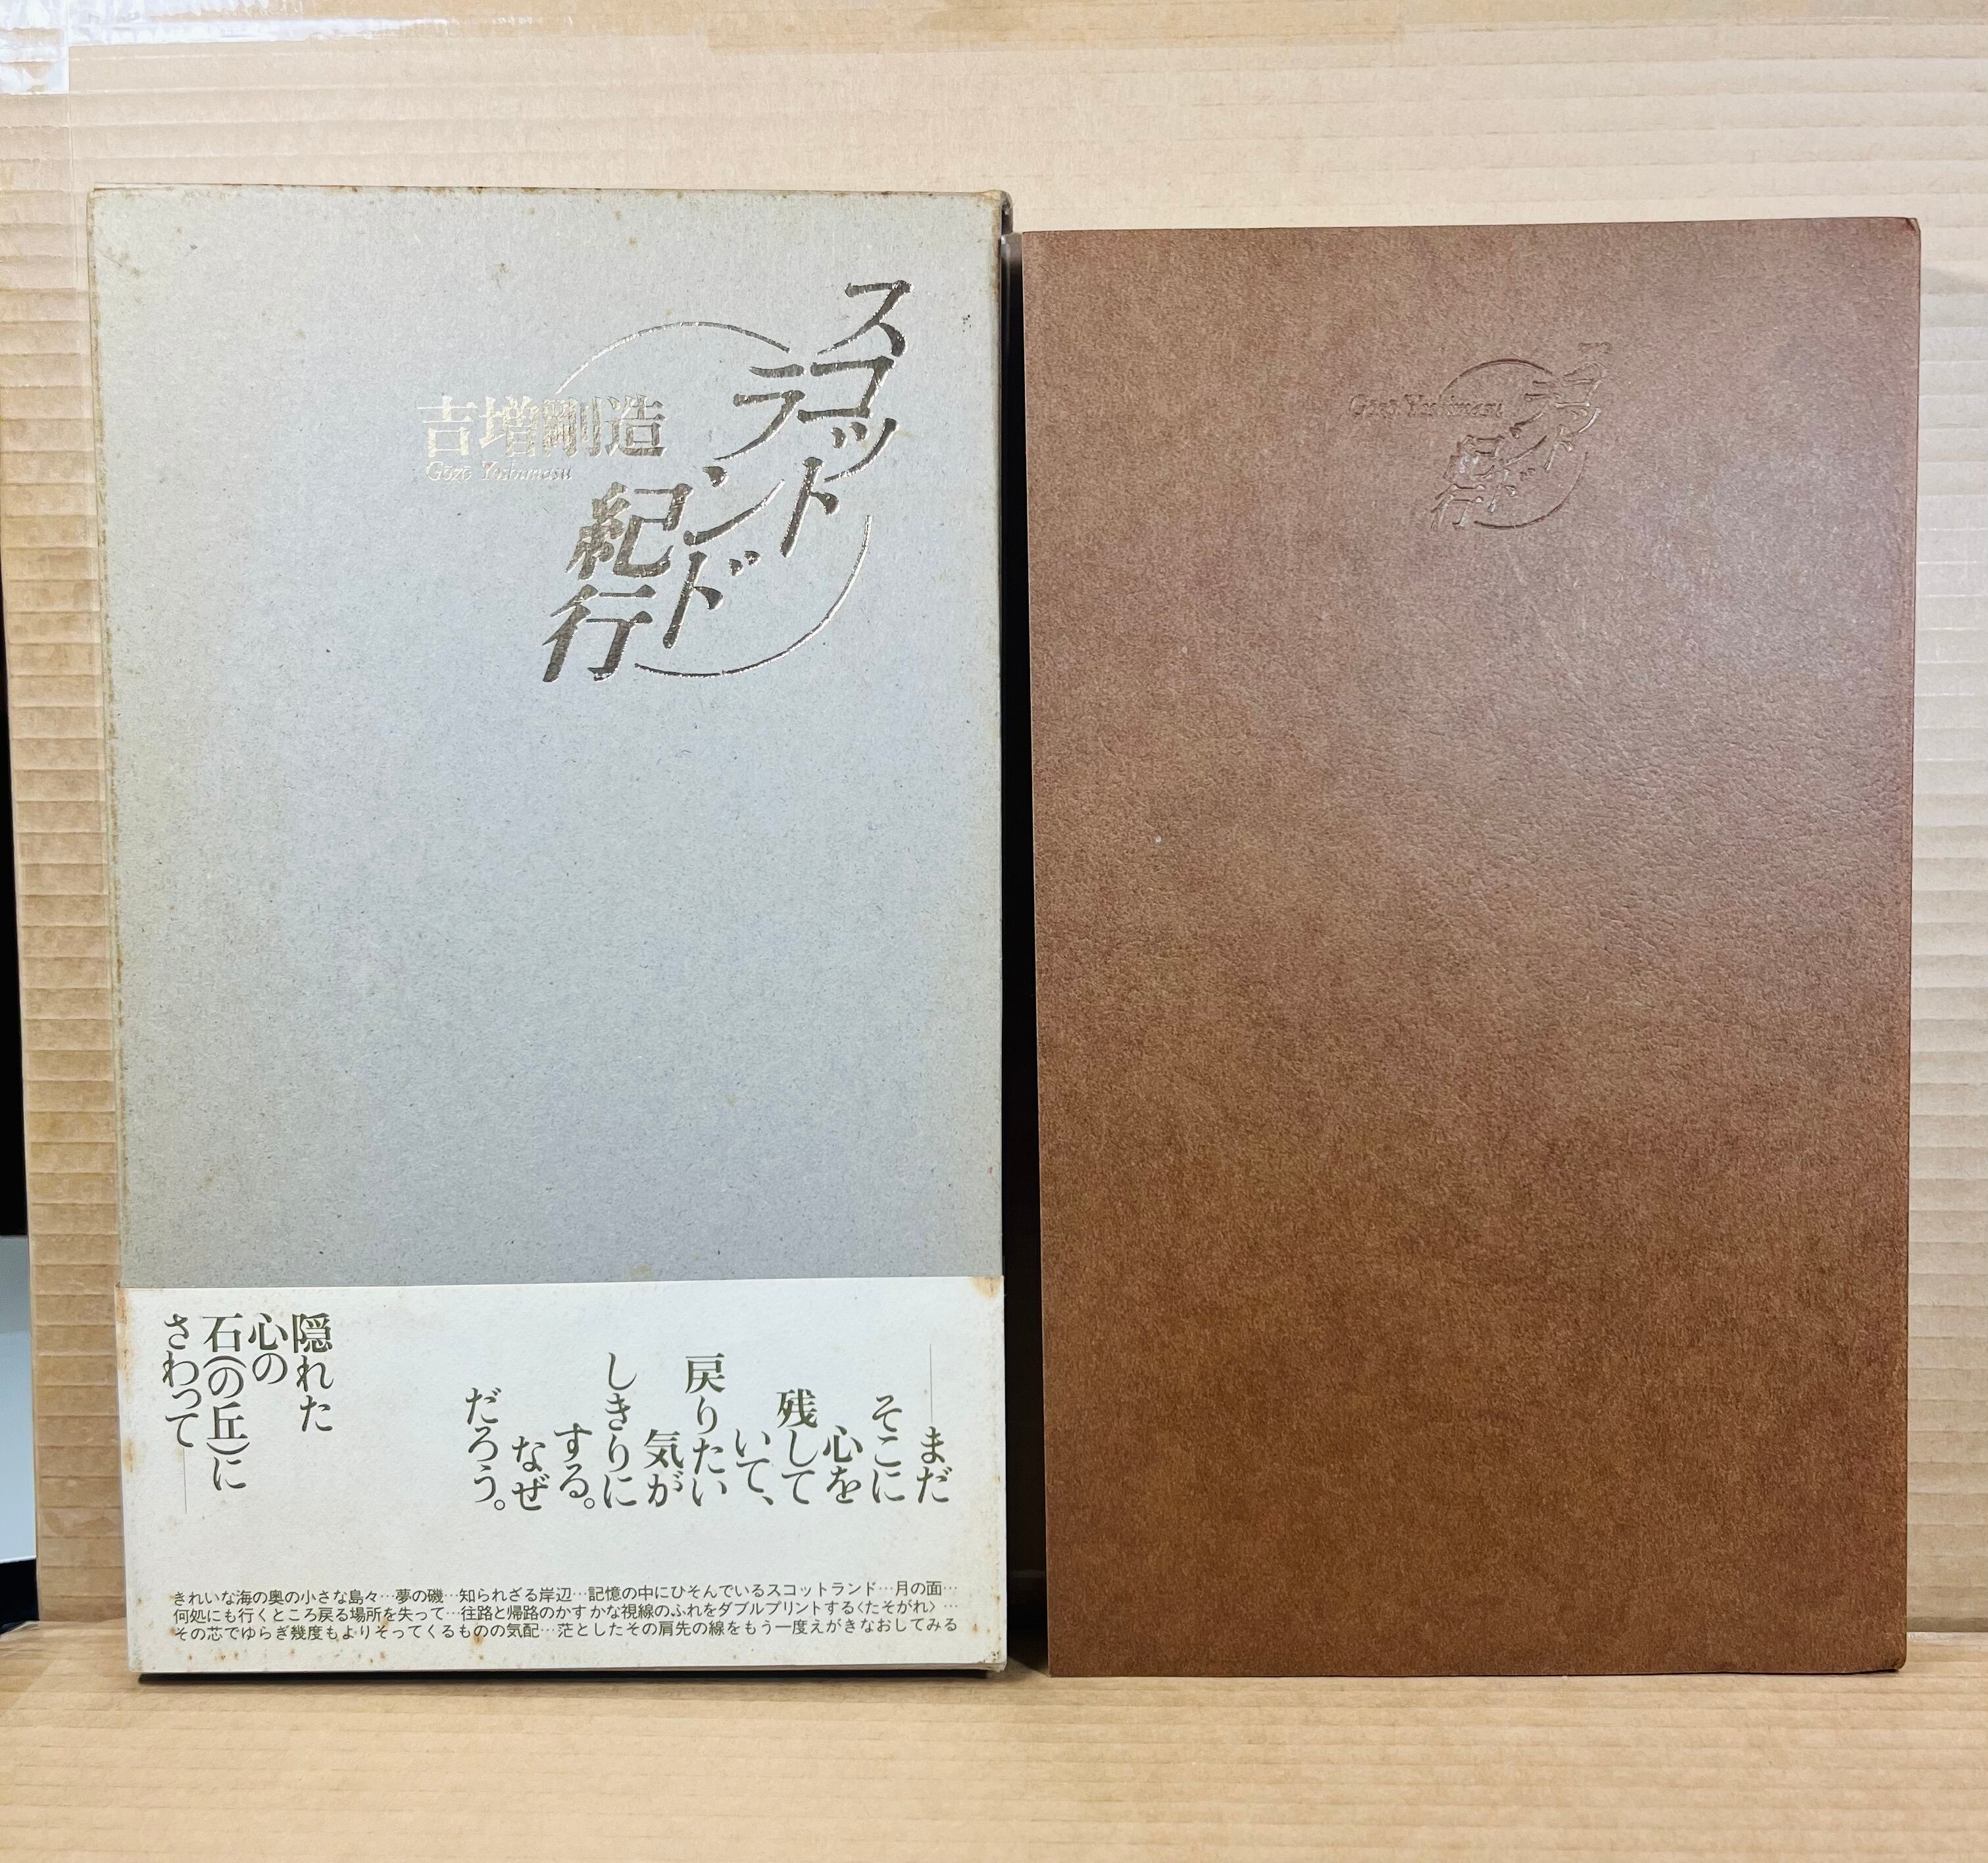 スコットランド紀行
吉増剛造
Gōzō Yoshimasu
――まだ
そこに
心を
残して
いて、
戻りたい
気が
しきりに
する。
なぜ
だろう。
隠れた
心の
石(の丘)に
さわって――
きれいな海の奥の小さな島々…夢の磯…知られざる岸辺…記憶の中にひそんでいるスコットランド…月の面…
何処にも行くところ戻る場所を失って…往路と帰路のかすかな視線のふれをダブルプリントする〈たそがれ〉…
その芯でゆらぎ幾度もよりそってくるものの気配…茫としたその肩先の線をもう一度えがきなおしてみる
スコットランド紀行
Gōzō Yoshimasu